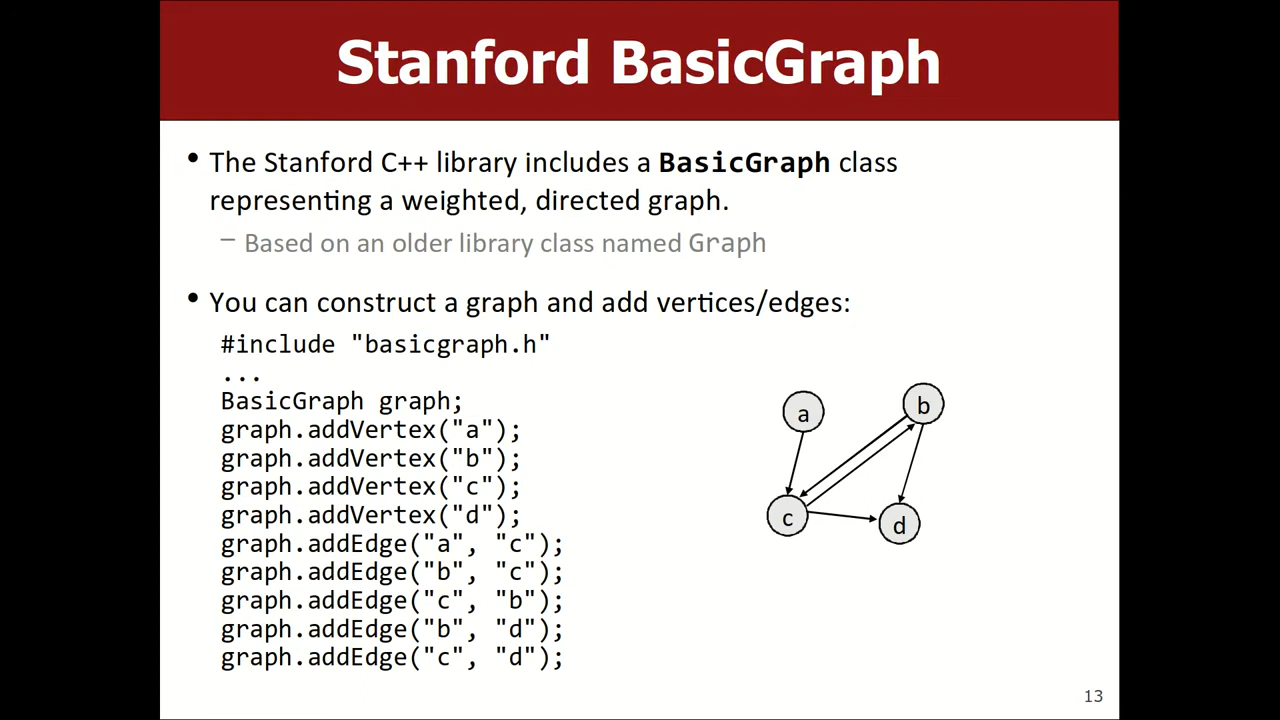 Stanford BasicGraph
• The Stanford C++ library includes a BasicGraph class
representing a weighted, directed graph.
– Based on an older library class named Graph
• You can construct a graph and add vertices/edges:
#include "basicgraph.h"
...
BasicGraph graph;
graph.addVertex("a");
graph.addVertex("b");
graph.addVertex("c");
graph.addVertex("d");
graph.addEdge("a", "c");
graph.addEdge("b", "c");
graph.addEdge("c", "b");
graph.addEdge("b", "d");
graph.addEdge("c", "d");
a
b
c
d
13